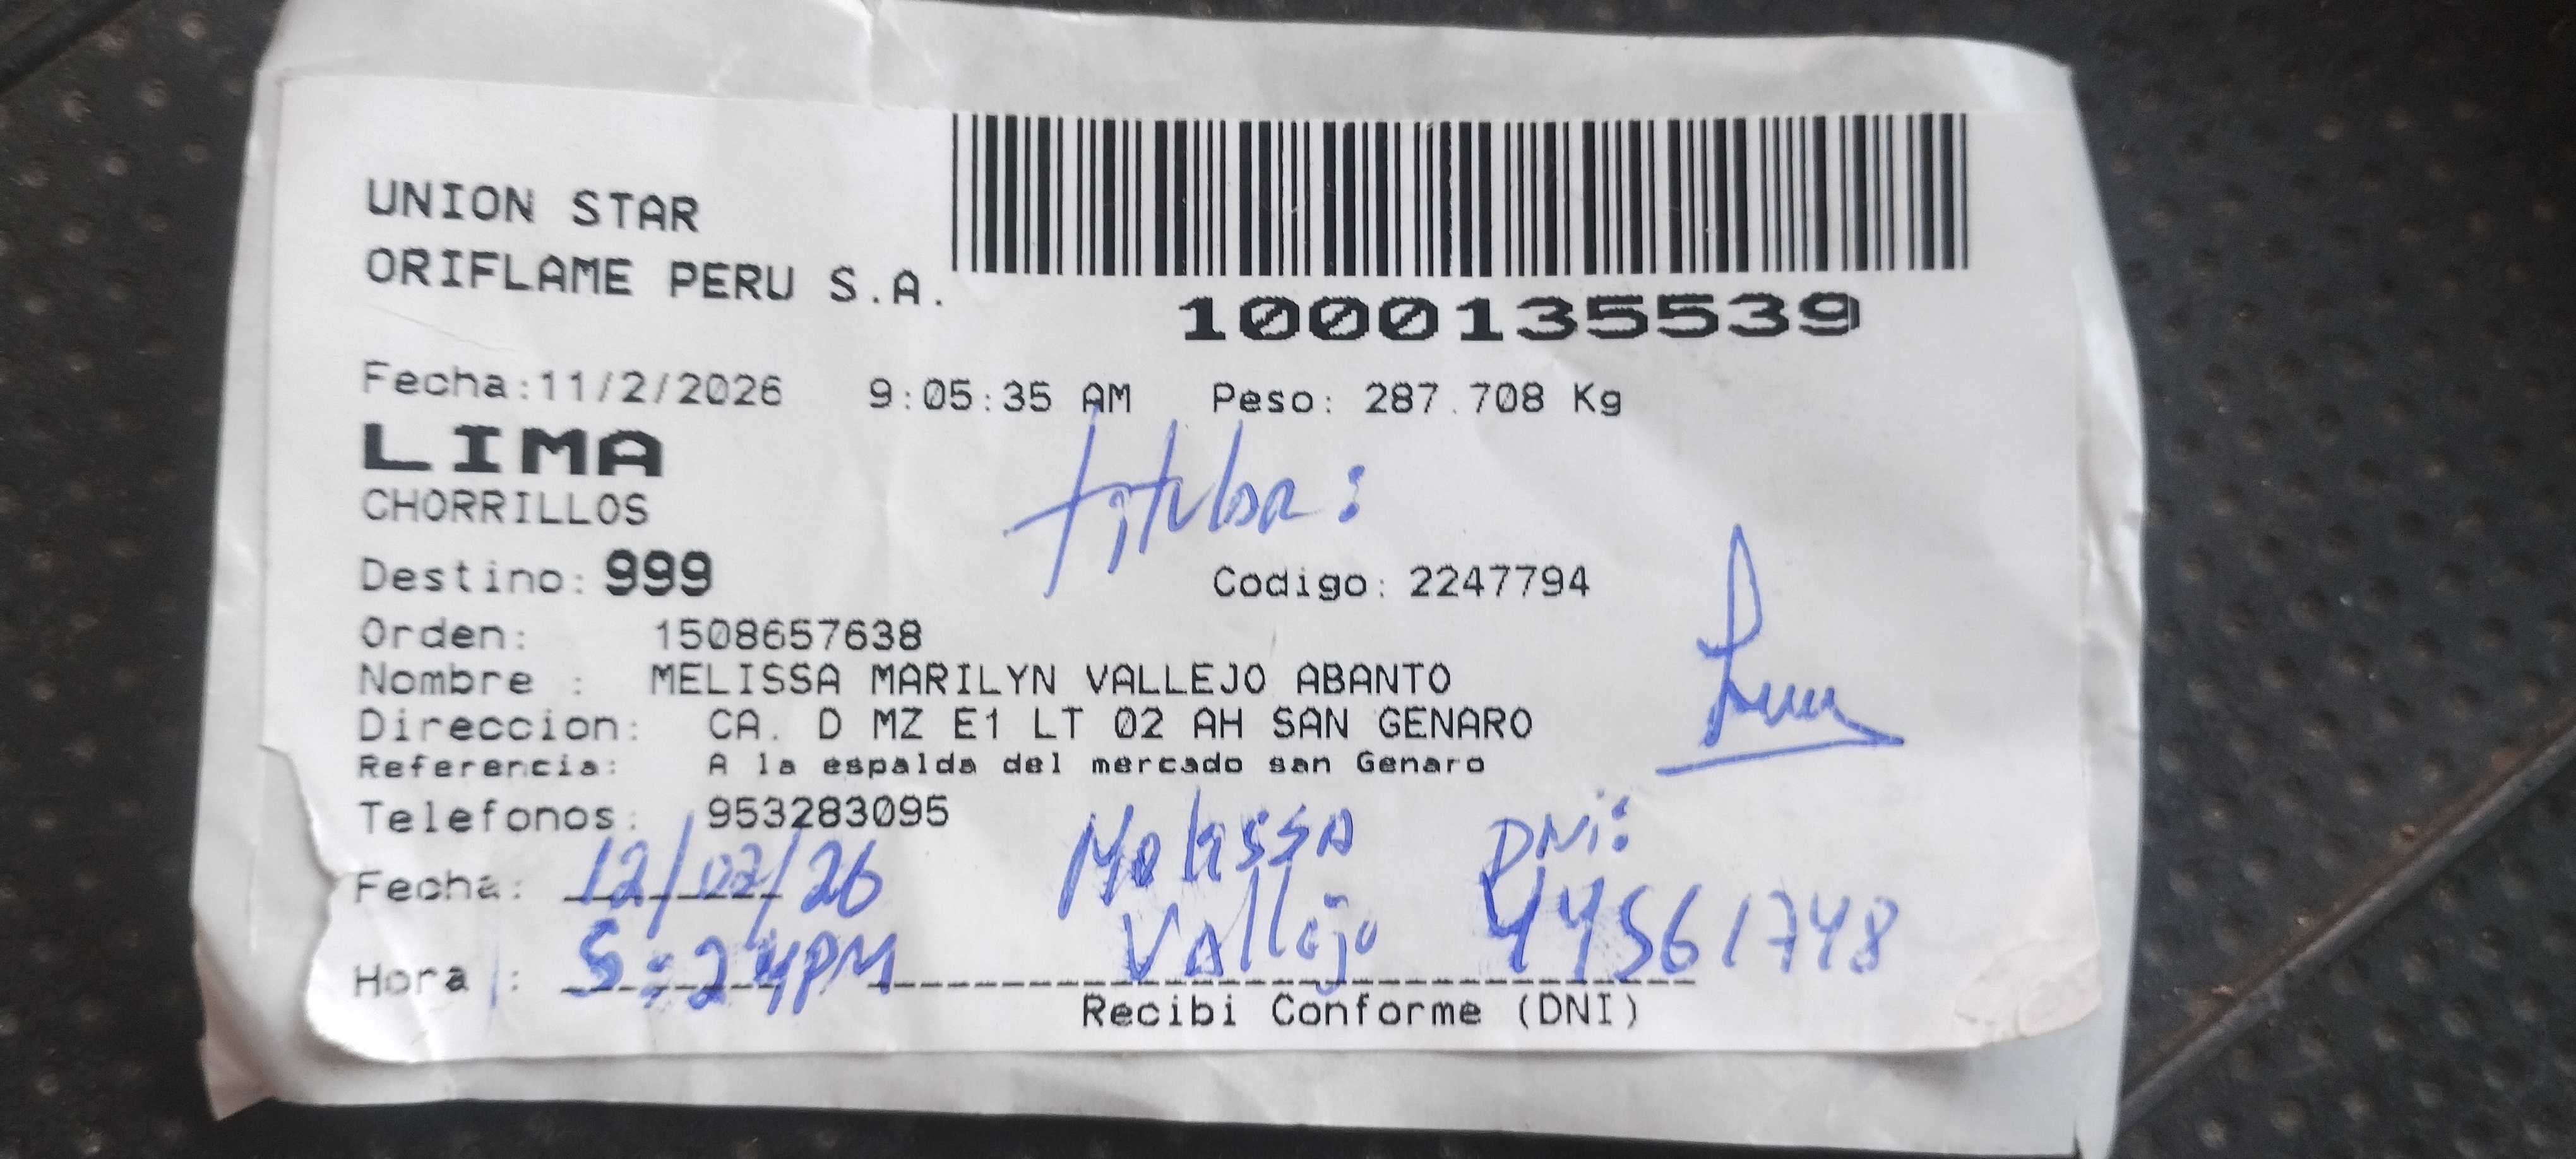 UNION STAR
ORIFLAME PERU S.A.
1000135539
Fecha:11/2/2026 9:05:35 AM Peso: 287.708 Kg
LIMA
CHORRILLOS
titular:
Destino: 999 Codigo: 2247794
Orden: 1508657638
Nombre : MELISSA MARILYN VALLEJO ABANTO
Direccion: CA. D MZ E1 LT 02 AH SAN GENARO
Referencia: A la espalda del mercado san Genaro
Telefonos: 953283095
Fecha: 12/02/26 Melissa DNi:
Vallejo 44561748
Hora : 5:24PM
Recibi Conforme (DNI)